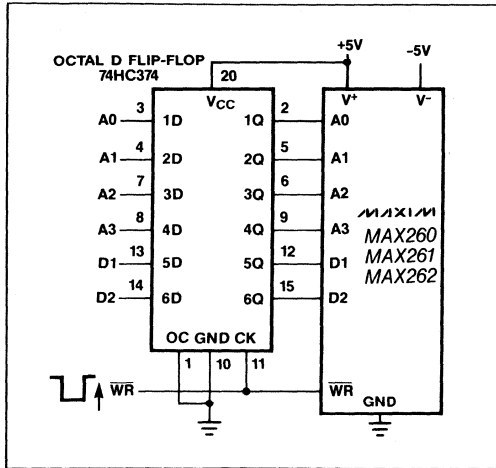 +5V
-5V
OCTAL D FLIP-FLOP
74HC374
20
VCC
V+
V-
A0 3 1D 1Q 2 A0
A1 4 2D 2Q 5 A1
A2 7 3D 3Q 6 A2
MAXIM
A3 8 4D 4Q 9 A3
MAX260
D1 13 5D 5Q 12 D1
MAX261
MAX262
D2 14 6D 6Q 15 D2
OC GND CK
1 10 11
W̅R̅
W̅R̅
GND